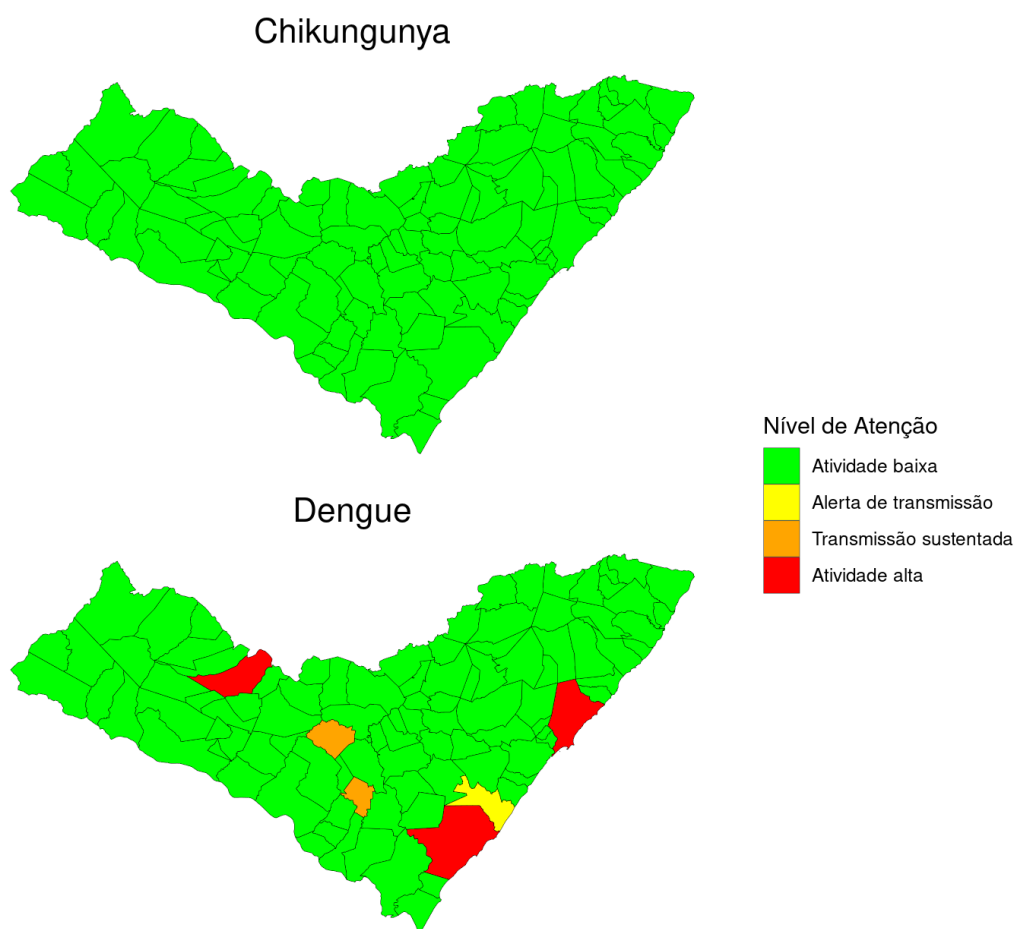 Chikungunya
Dengue
Nível de Atenção
Atividade baixa
Alerta de transmissão
Transmissão sustentada
Atividade alta